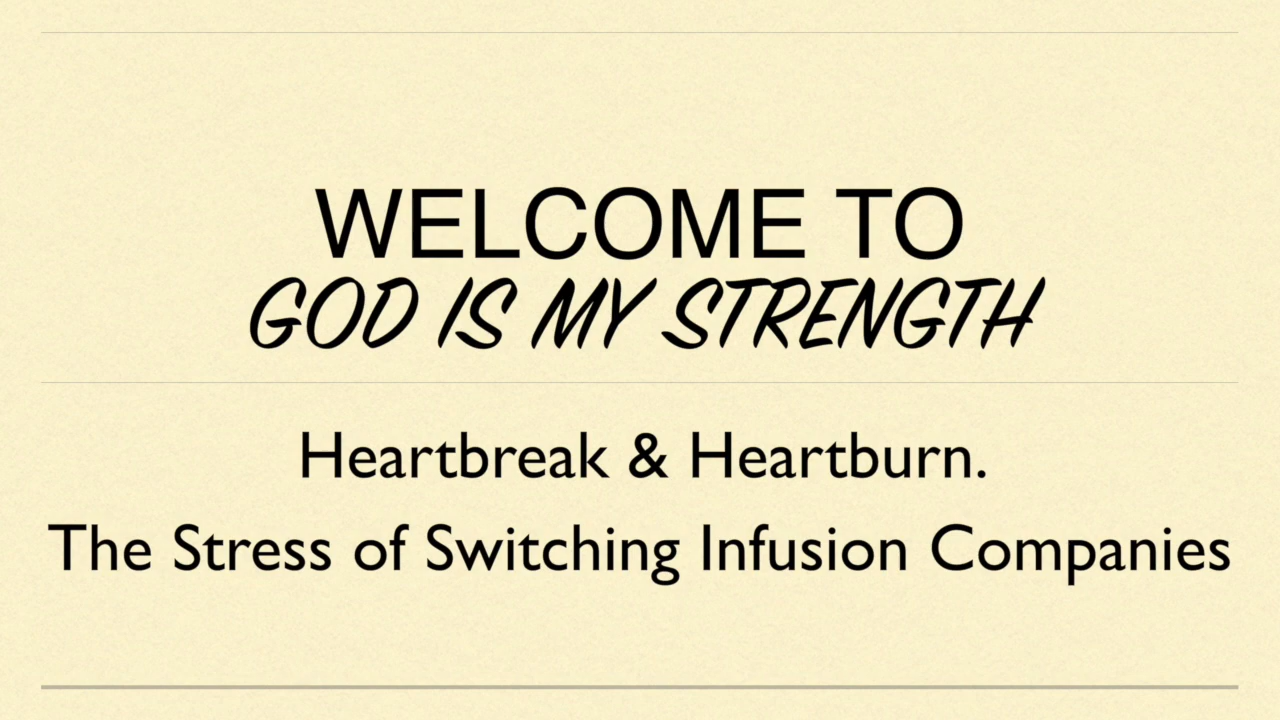 WELCOME TO
GOD IS MY STRENGTH
Heartbreak & Heartburn.
The Stress of Switching Infusion Companies